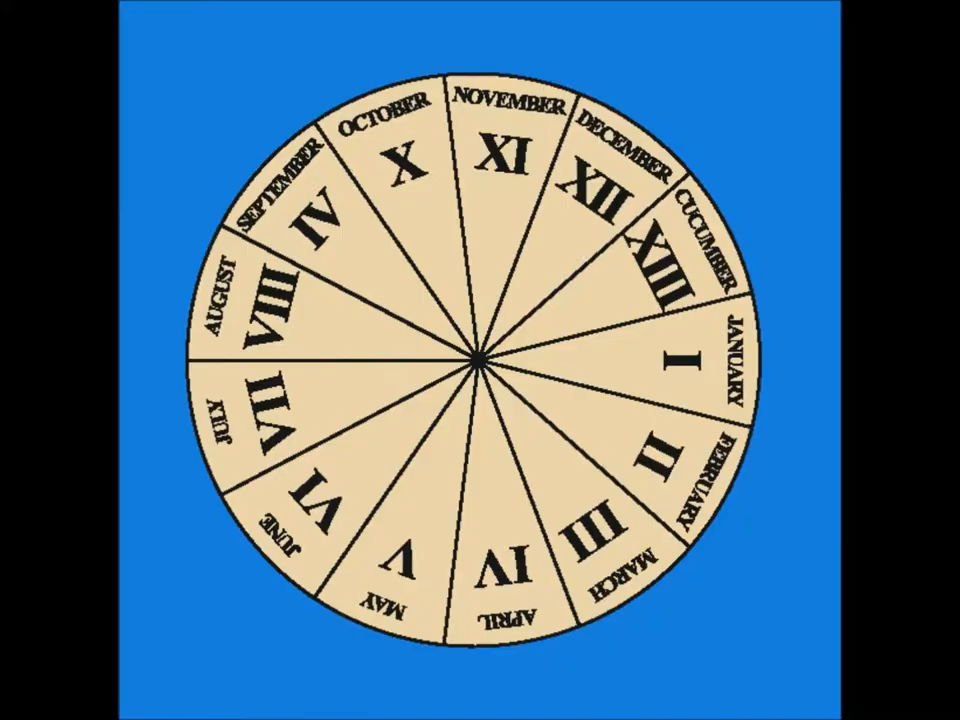 JANUARY
I
FEBRUARY
II
MARCH
III
APRIL
IV
MAY
V
JUNE
VI
JULY
VII
AUGUST
VIII
SEPTEMBER
IV
OCTOBER
X
NOVEMBER
XI
DECEMBER
XII
CUCUMBER
XIII